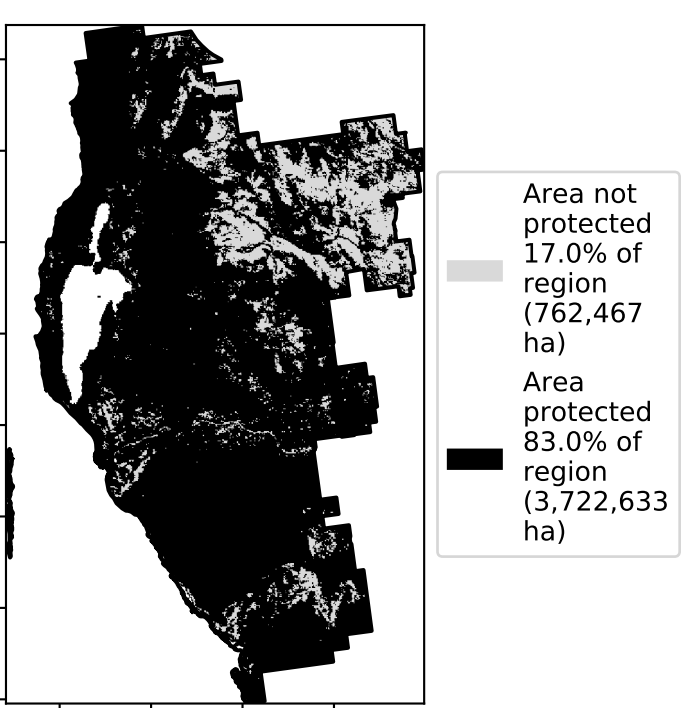 Area not
protected
17.0% of
region
(762,467
ha)
Area
protected
83.0% of
region
(3,722,633
ha)